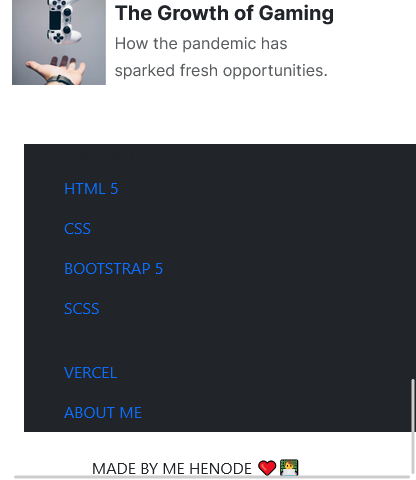 The Growth of Gaming
How the pandemic has
sparked fresh opportunities.
HTML 5
CSS
BOOTSTRAP 5
SCSS
VERCEL
ABOUT ME
MADE BY ME HENODE ❤️👨‍💻